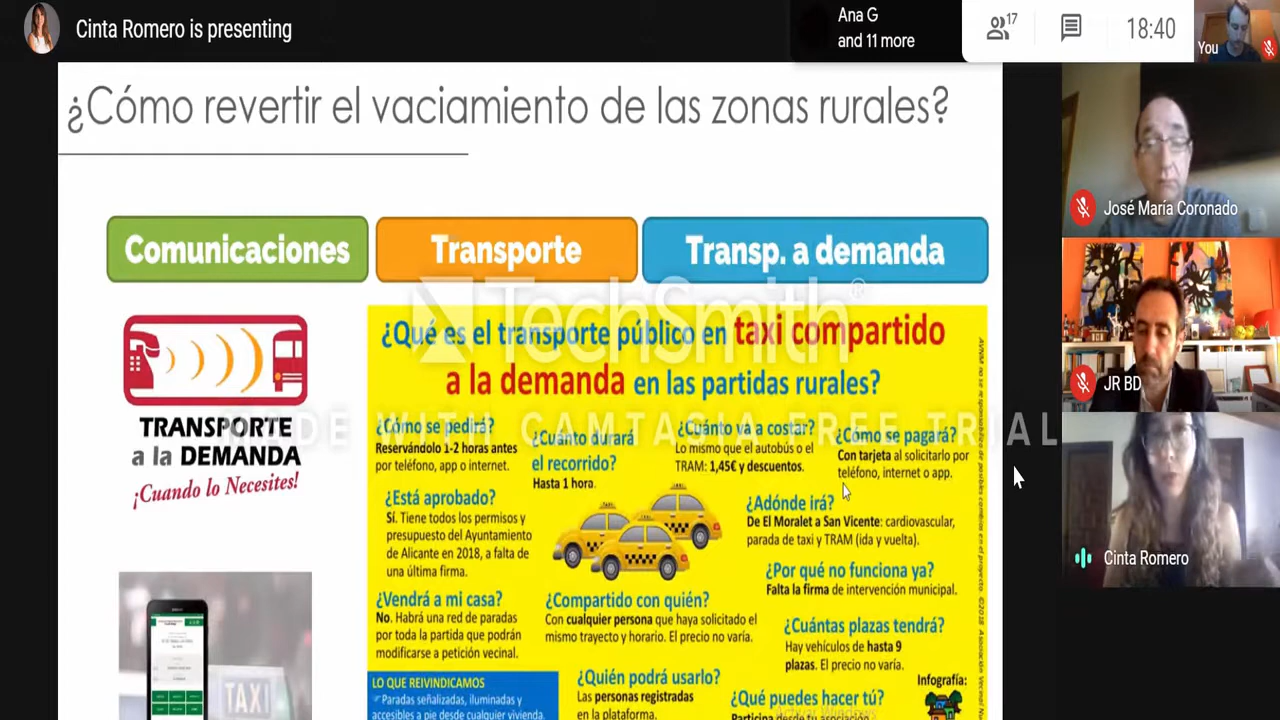 Cinta Romero is presenting
Ana G
and 11 more
17
18:40
You
¿Cómo revertir el vaciamiento de las zonas rurales?
Comunicaciones
Transporte
Transp. a demanda
TechSmith®
MADE WITH CAMTASIA FREE TRIAL
TRANSPORTE
a la DEMANDA
¡Cuando lo Necesites!
TAXI
¿Qué es el transporte público en taxi compartido
a la demanda en las partidas rurales?
¿Cómo se pedirá?
Reservándolo 1-2 horas antes
por teléfono, app o internet.
¿Cuánto durará
el recorrido?
Hasta 1 hora.
¿Cuánto va a costar?
Lo mismo que el autobús o el
TRAM: 1,45€ y descuentos.
¿Cómo se pagará?
Con tarjeta al solicitarlo por
teléfono, internet o app.
¿Está aprobado?
Sí. Tiene todos los permisos y
presupuesto del Ayuntamiento
de Alicante en 2018, a falta de
una última firma.
¿Adónde irá?
De El Moralet a San Vicente: cardiovascular,
parada de taxi y TRAM (ida y vuelta).
¿Por qué no funciona ya?
Falta la firma de intervención municipal.
¿Vendrá a mi casa?
No. Habrá una red de paradas
por toda la partida que podrán
modificarse a petición vecinal.
¿Compartido con quién?
Con cualquier persona que haya solicitado el
mismo trayecto y horario. El precio no varía.
¿Cuántas plazas tendrá?
Hay vehículos de hasta 9
plazas. El precio no varía.
LO QUE REIVINDICAMOS
Paradas señalizadas, iluminadas y
accesibles a pie desde cualquier vivienda.
¿Quién podrá usarlo?
Las personas registradas
en la plataforma.
¿Qué puedes hacer tú?
Participa desde tu asociación
Infografía:
José María Coronado
JR BD
Cinta Romero